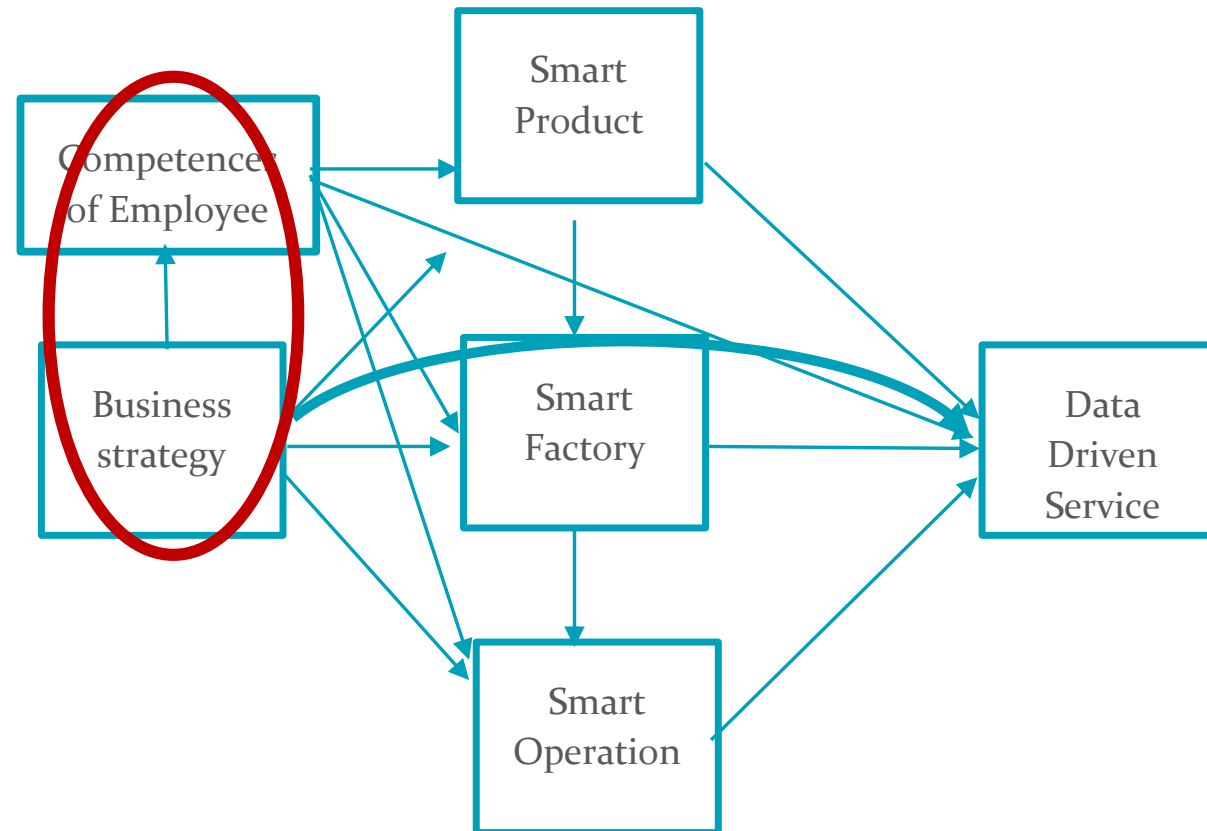 Smart
Product
Competences
of Employee
Business
strategy
Smart
Factory
Data
Driven
Service
Smart
Operation